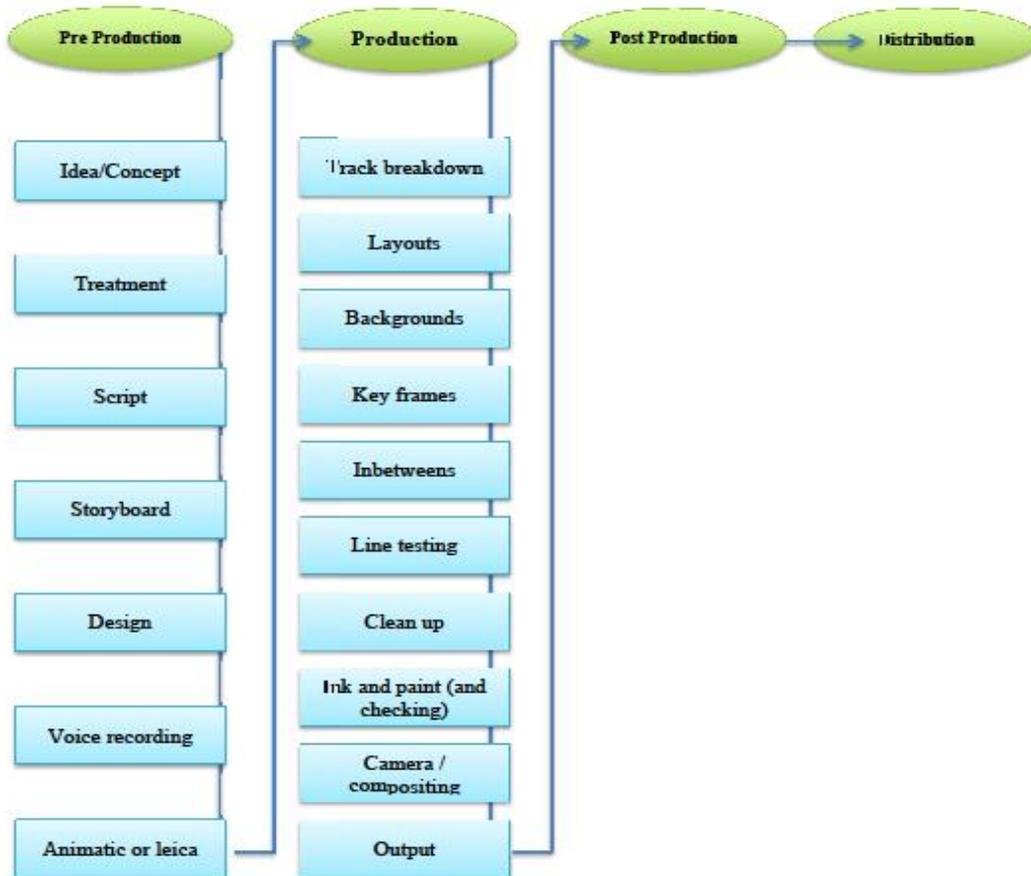 Pre Production
Production
Post Production
Distribution
Idea/Concept
Treatment
Script
Storyboard
Design
Voice recording
Animatic or leica
Track breakdown
Layouts
Backgrounds
Key frames
Inbetweens
Line testing
Clean up
Ink and paint (and
checking)
Camera /
compositing
Output